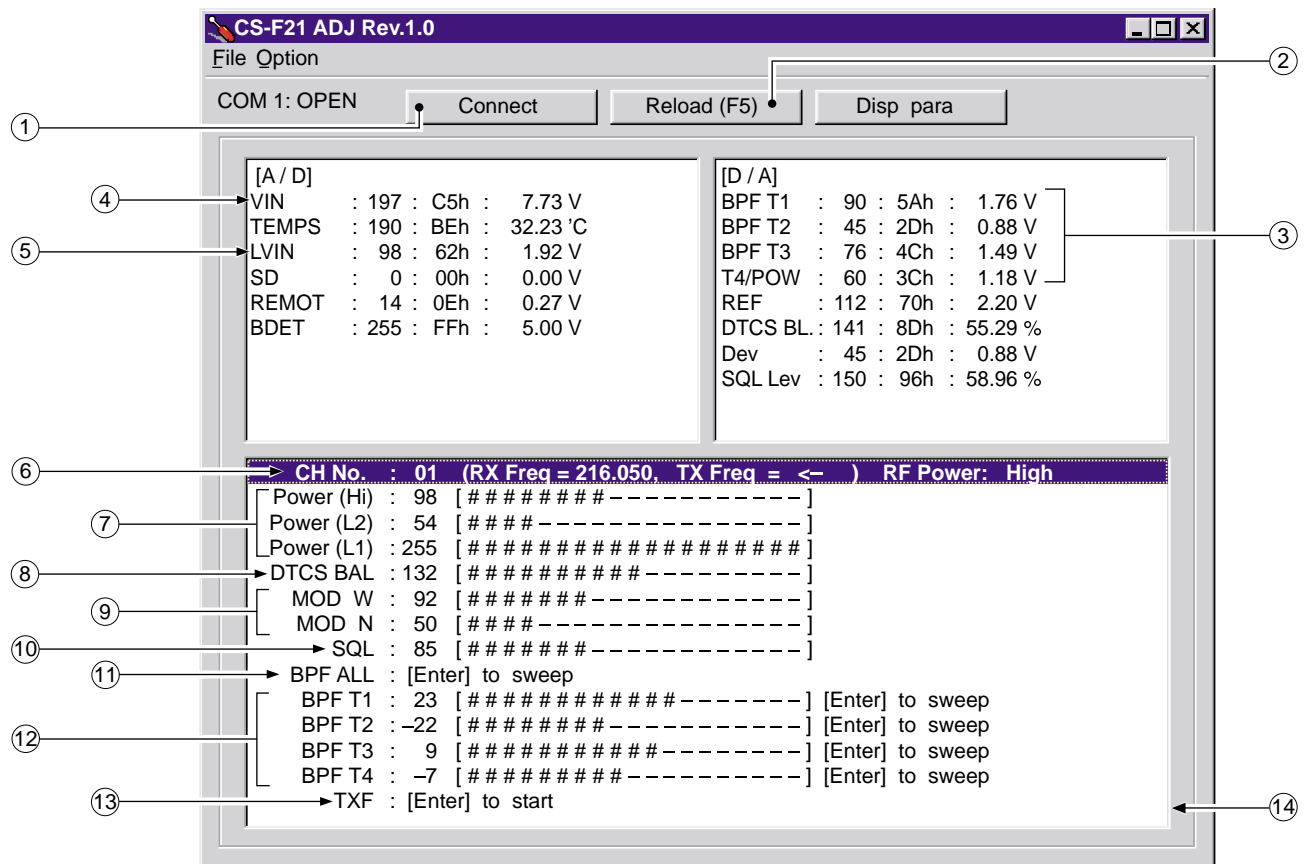 CS-F21 ADJ Rev.1.0
File Option
②
COM 1: OPEN Connect Reload (F5) Disp para
①
[A / D]
④ VIN : 197 : C5h : 7.73 V
TEMPS : 190 : BEh : 32.23 'C
⑤ LVIN : 98 : 62h : 1.92 V
SD : 0 : 00h : 0.00 V
REMOT : 14 : 0Eh : 0.27 V
BDET : 255 : FFh : 5.00 V
[D / A]
BPF T1 : 90 : 5Ah : 1.76 V
BPF T2 : 45 : 2Dh : 0.88 V
BPF T3 : 76 : 4Ch : 1.49 V
T4/POW : 60 : 3Ch : 1.18 V
③
REF : 112 : 70h : 2.20 V
DTCS BL. : 141 : 8Dh : 55.29 %
Dev : 45 : 2Dh : 0.88 V
SQL Lev : 150 : 96h : 58.96 %
⑥ CH No. : 01 (RX Freq = 216.050, TX Freq = <– ) RF Power: High
Power (Hi) : 98 [ # # # # # # # # – – – – – – – – – – – ]
⑦ Power (L2) : 54 [ # # # # – – – – – – – – – – – – – – – ]
Power (L1) : 255 [ # # # # # # # # # # # # # # # # # # # ]
⑧ DTCS BAL : 132 [ # # # # # # # # # # – – – – – – – – – ]
⑨ MOD W : 92 [ # # # # # # # – – – – – – – – – – – – ]
MOD N : 50 [ # # # # – – – – – – – – – – – – – – – ]
⑩ SQL : 85 [ # # # # # # # – – – – – – – – – – – – ]
⑪ BPF ALL : [Enter] to sweep
BPF T1 : 23 [ # # # # # # # # # # # # – – – – – – – ] [Enter] to sweep
⑫ BPF T2 : –22 [ # # # # # # # # – – – – – – – – – – – ] [Enter] to sweep
BPF T3 : 9 [ # # # # # # # # # # # – – – – – – – – ] [Enter] to sweep
BPF T4 : –7 [ # # # # # # # # # – – – – – – – – – – ] [Enter] to sweep
⑬ TXF : [Enter] to start
⑭